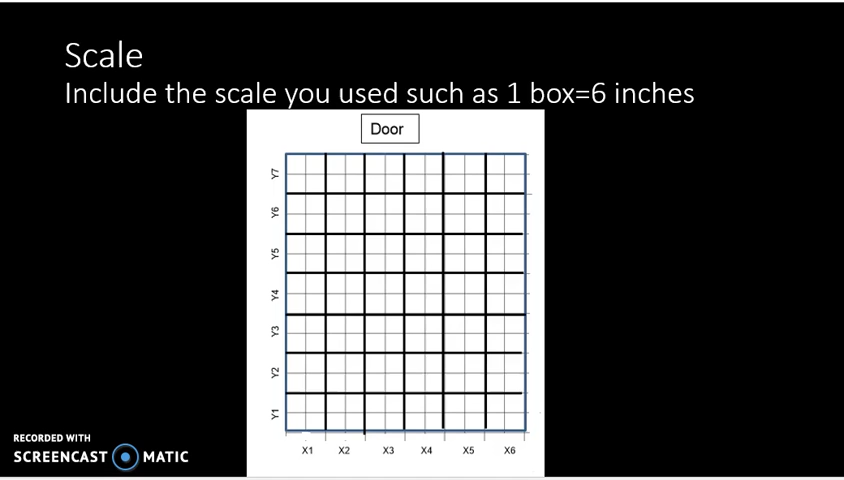 Scale
Include the scale you used such as 1 box=6 inches
Door
Y7
Y6
Y5
Y4
Y3
Y2
Y1
X1 X2 X3 X4 X5 X6
RECORDED WITH
SCREENCAST MATIC